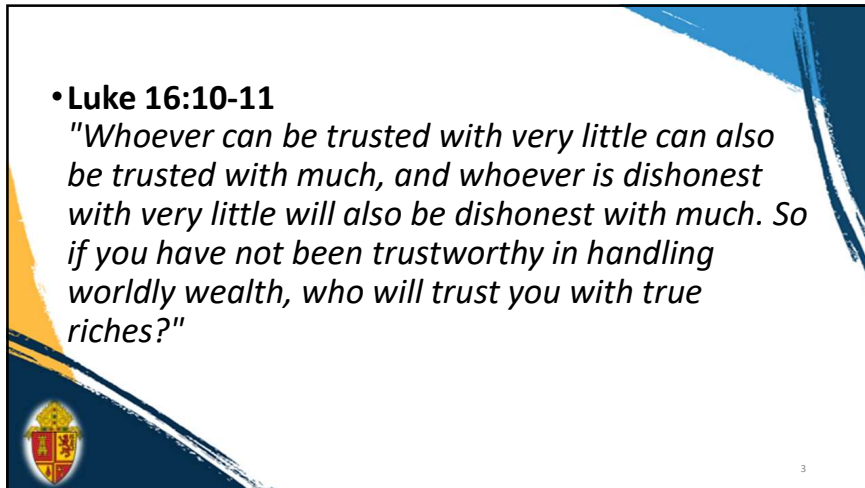 •Luke 16:10-11
"Whoever can be trusted with very little can also
be trusted with much, and whoever is dishonest
with very little will also be dishonest with much. So
if you have not been trustworthy in handling
worldly wealth, who will trust you with true
riches?"
3